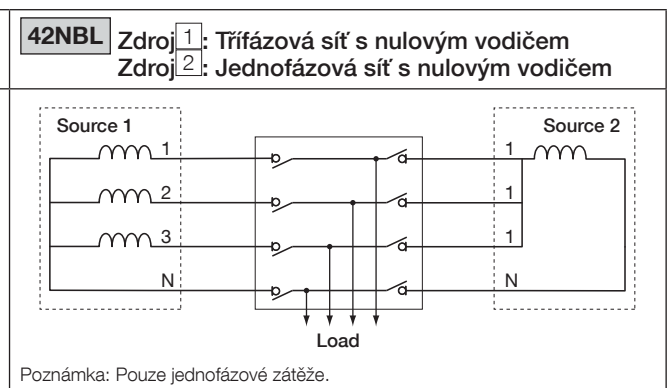 42NBL Zdroj 1 : Třífázová síť s nulovým vodičem
Zdroj 2 : Jednofázová síť s nulovým vodičem
Source 1
Source 2
1
1
2
1
3
1
N
N
Load
Poznámka: Pouze jednofázové zátěže.